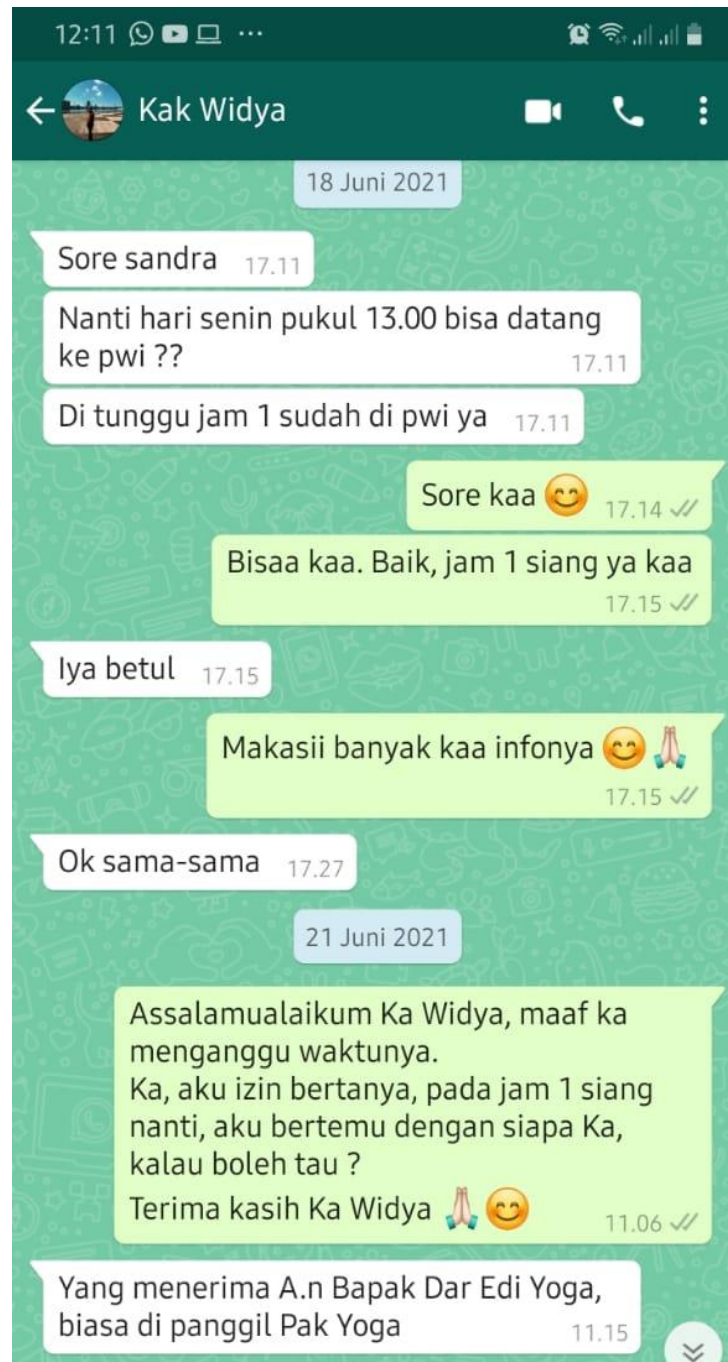 12:11
Kak Widya
18 Juni 2021
Sore sandra 17.11
Nanti hari senin pukul 13.00 bisa datang
ke pwi ?? 17.11
Di tunggu jam 1 sudah di pwi ya 17.11
Sore kaa 😊 17.14
Bisaa kaa. Baik, jam 1 siang ya kaa
17.15
Iya betul 17.15
Makasii banyak kaa infonya 😊🙏🏻
17.15
Ok sama-sama 17.27
21 Juni 2021
Assalamualaikum Ka Widya, maaf ka
menganggu waktunya.
Ka, aku izin bertanya, pada jam 1 siang
nanti, aku bertemu dengan siapa Ka,
kalau boleh tau ?
Terima kasih Ka Widya 🙏🏻😊 11.06
Yang menerima A.n Bapak Dar Edi Yoga,
biasa di panggil Pak Yoga 11.15